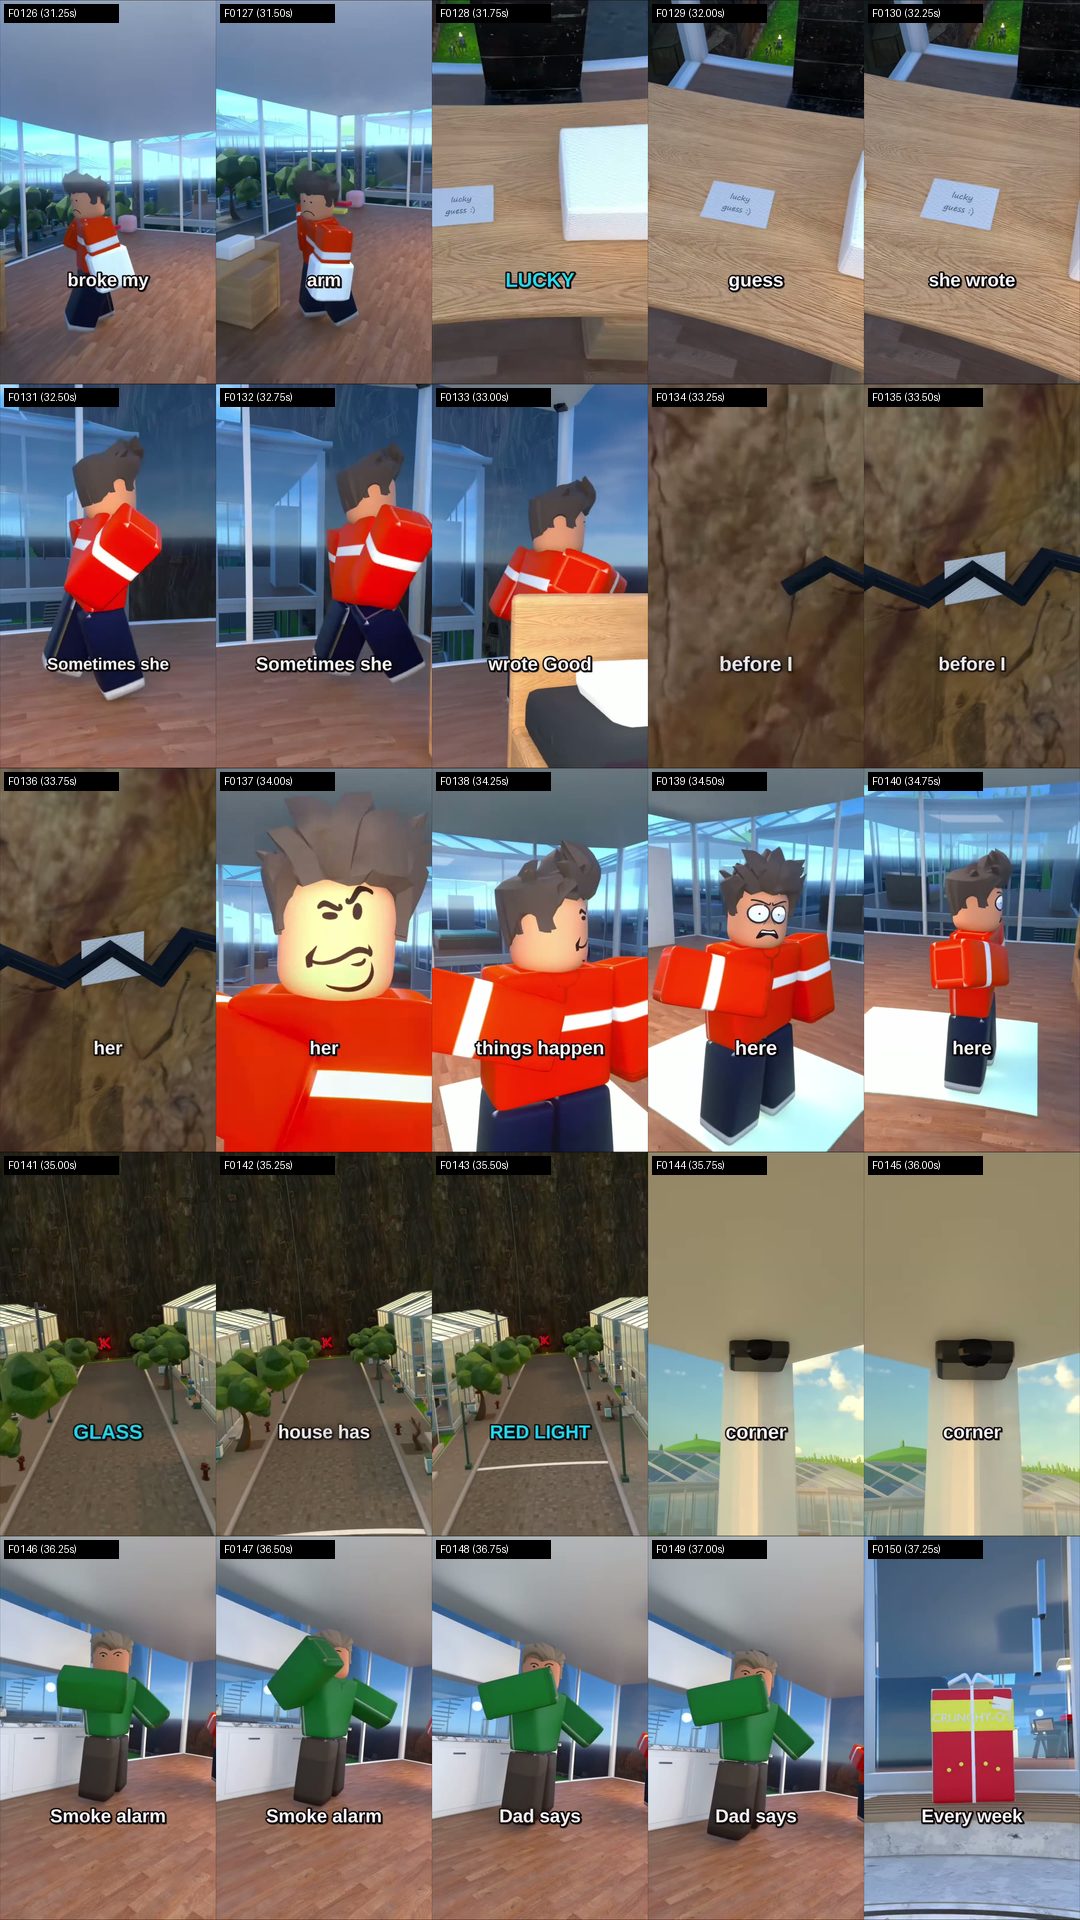 F0126 (31.25s)
broke my
F0127 (31.50s)
arm
F0128 (31.75s)
lucky
guess :)
LUCKY
F0129 (32.00s)
lucky
guess :)
guess
F0130 (32.25s)
lucky
guess :)
she wrote
F0131 (32.50s)
Sometimes she
F0132 (32.75s)
Sometimes she
F0133 (33.00s)
wrote Good
F0134 (33.25s)
before I
F0135 (33.50s)
before I
F0136 (33.75s)
her
F0137 (34.00s)
her
F0138 (34.25s)
things happen
F0139 (34.50s)
here
F0140 (34.75s)
here
F0141 (35.00s)
GLASS
F0142 (35.25s)
house has
F0143 (35.50s)
RED LIGHT
F0144 (35.75s)
corner
F0145 (36.00s)
corner
F0146 (36.25s)
Smoke alarm
F0147 (36.50s)
Smoke alarm
F0148 (36.75s)
Dad says
F0149 (37.00s)
Dad says
F0150 (37.25s)
CRUNCHY-O'S
Every week